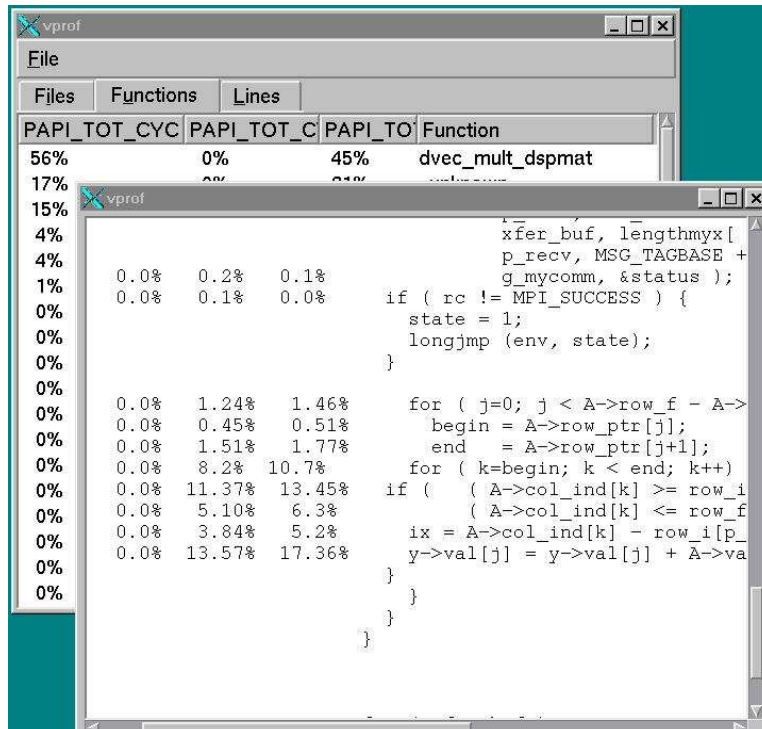 vprof
File
Files Functions Lines
PAPI_TOT_CYC PAPI_TOT_C PAPI_TO Function
56% 0% 45% dvec_mult_dspmat
17%
15%
4%
4%
1%
0%
0%
0%
0%
0%
0%
0%
0%
0%
0%
0%
0%
vprof
xfer_buf, lengthmyx[
p_recv, MSG_TAGBASE +
0.0% 0.2% 0.1% g_mycomm, &status );
0.0% 0.1% 0.0% if ( rc != MPI_SUCCESS ) {
state = 1;
longjmp (env, state);
}
0.0% 1.24% 1.46% for ( j=0; j < A->row_f - A->
0.0% 0.45% 0.51% begin = A->row_ptr[j];
0.0% 1.51% 1.77% end = A->row_ptr[j+1];
0.0% 8.2% 10.7% for ( k=begin; k < end; k++)
0.0% 11.37% 13.45% if ( ( A->col_ind[k] >= row_i
0.0% 5.10% 6.3% ( A->col_ind[k] <= row_f
0.0% 3.84% 5.2% ix = A->col_ind[k] - row_i[p_
0.0% 13.57% 17.36% y->val[j] = y->val[j] + A->va
}
}
}
}